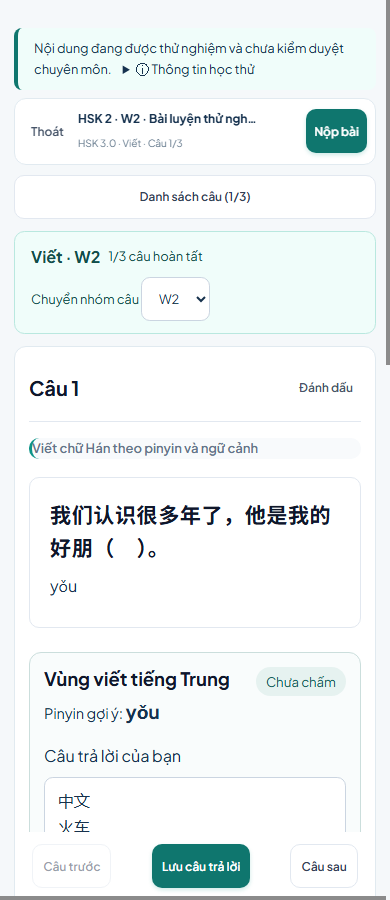 Nội dung đang được thử nghiệm và chưa kiểm duyệt
chuyên môn. ▶ ⓘ Thông tin học thử
Thoát
HSK 2 · W2 · Bài luyện thử ngh...
HSK 3.0 · Viết · Câu 1/3
Nộp bài
Danh sách câu (1/3)
Viết · W2 1/3 câu hoàn tất
Chuyển nhóm câu W2
Câu 1
Đánh dấu
Viết chữ Hán theo pinyin và ngữ cảnh
我们认识很多年了，他是我的
好朋（ ）。
yǒu
Vùng viết tiếng Trung
Chưa chấm
Pinyin gợi ý: yǒu
Câu trả lời của bạn
中文
火车
Câu trước
Lưu câu trả lời
Câu sau